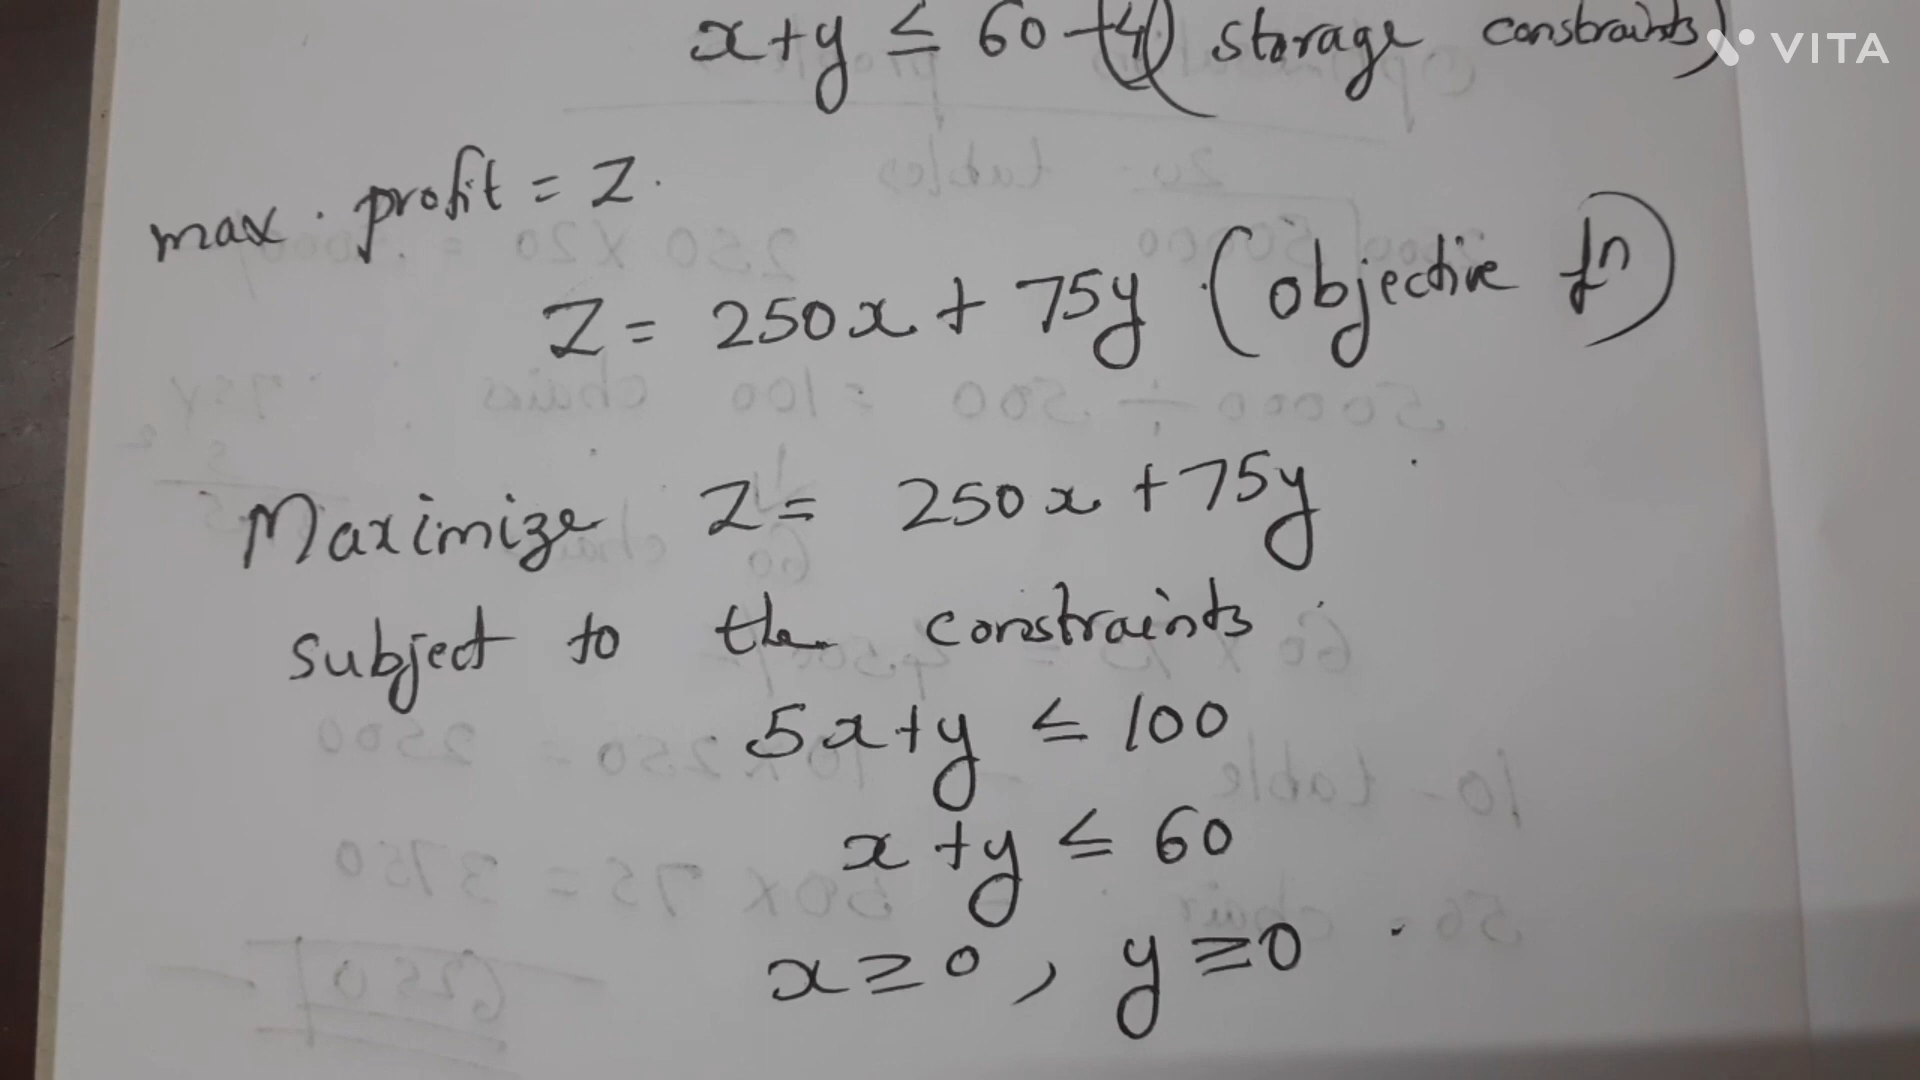 x+y ≤ 60 -(4) (storage constraints)
VITA
max. profit = Z.
Z = 250x + 75y (objective fn)
Maximize Z = 250x + 75y
subject to the constraints
5x+y ≤ 100
x+y ≤ 60
x≥0, y≥0